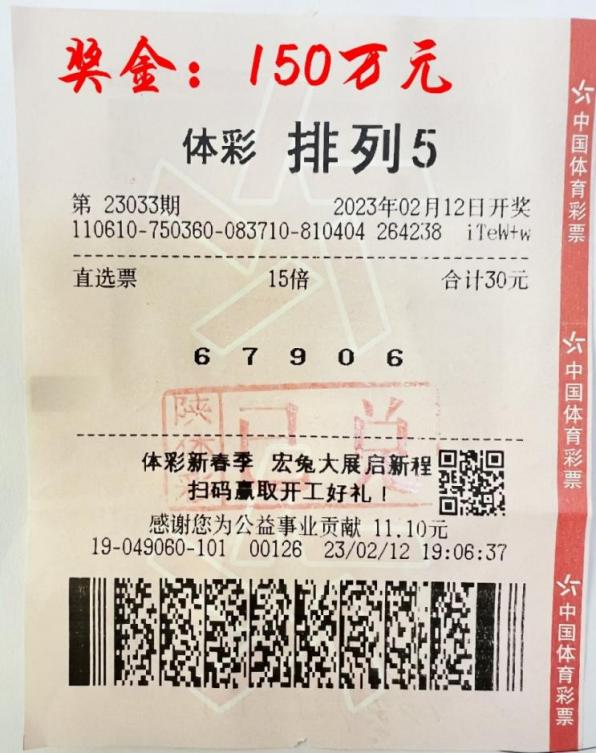 奖金：150万元
体彩 排列5
第 23033期 2023年02月12日开奖
110610-750360-083710-810404 264238 iTeW+w
直选票 15倍 合计30元
6 7 9 0 6
陕体彩 已兑
体彩新春季 宏兔大展启新程
扫码赢取开工好礼！
感谢您为公益事业贡献 11.10元
19-049060-101 00126 23/02/12 19:06:37
中国体育彩票
中国体育彩票
中国体育彩票